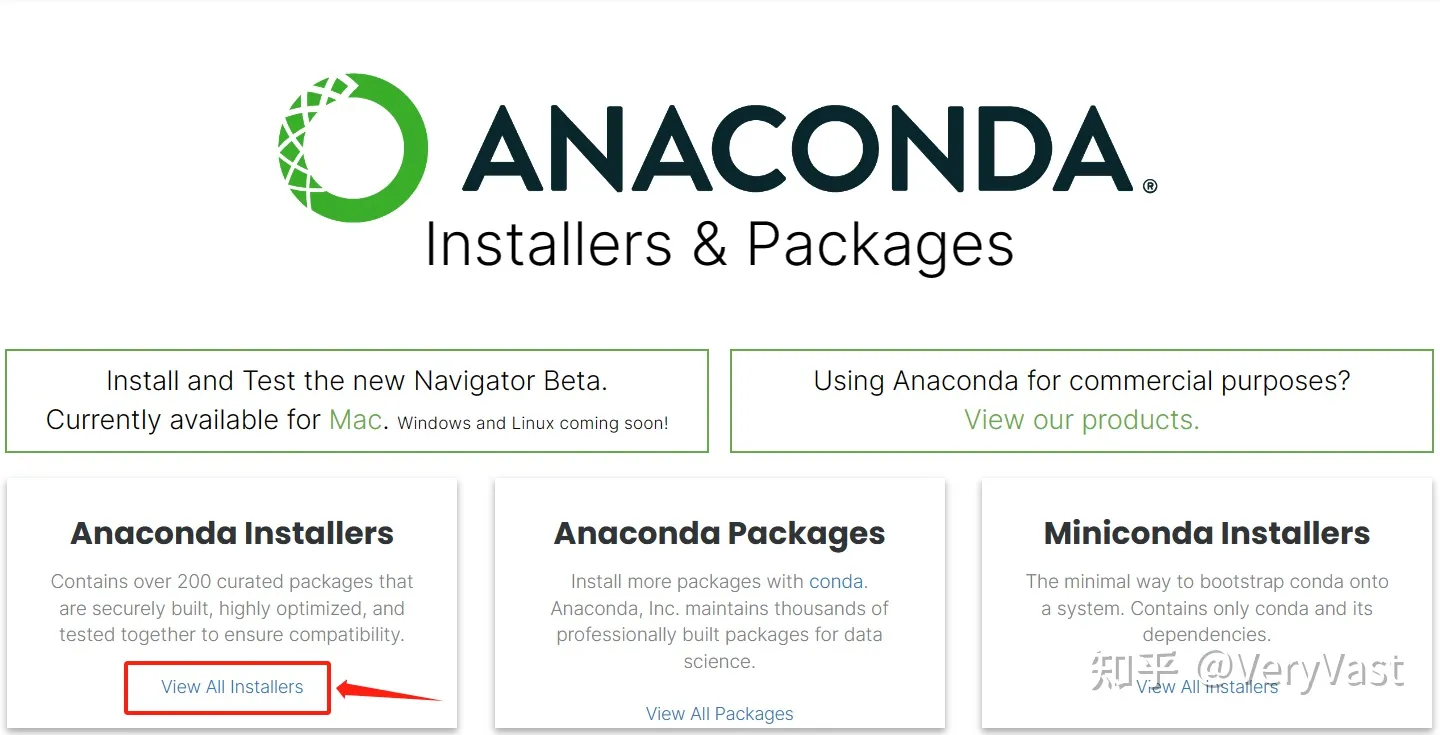 ANACONDA®
Installers & Packages
Install and Test the new Navigator Beta.
Currently available for Mac. Windows and Linux coming soon!
Using Anaconda for commercial purposes?
View our products.
Anaconda Installers
Contains over 200 curated packages that
are securely built, highly optimized, and
tested together to ensure compatibility.
View All Installers
Anaconda Packages
Install more packages with conda.
Anaconda, Inc. maintains thousands of
professionally built packages for data
science.
View All Packages
Miniconda Installers
The minimal way to bootstrap conda onto
a system. Contains only conda and its
dependencies.
View All Installers
知乎 @VeryVast